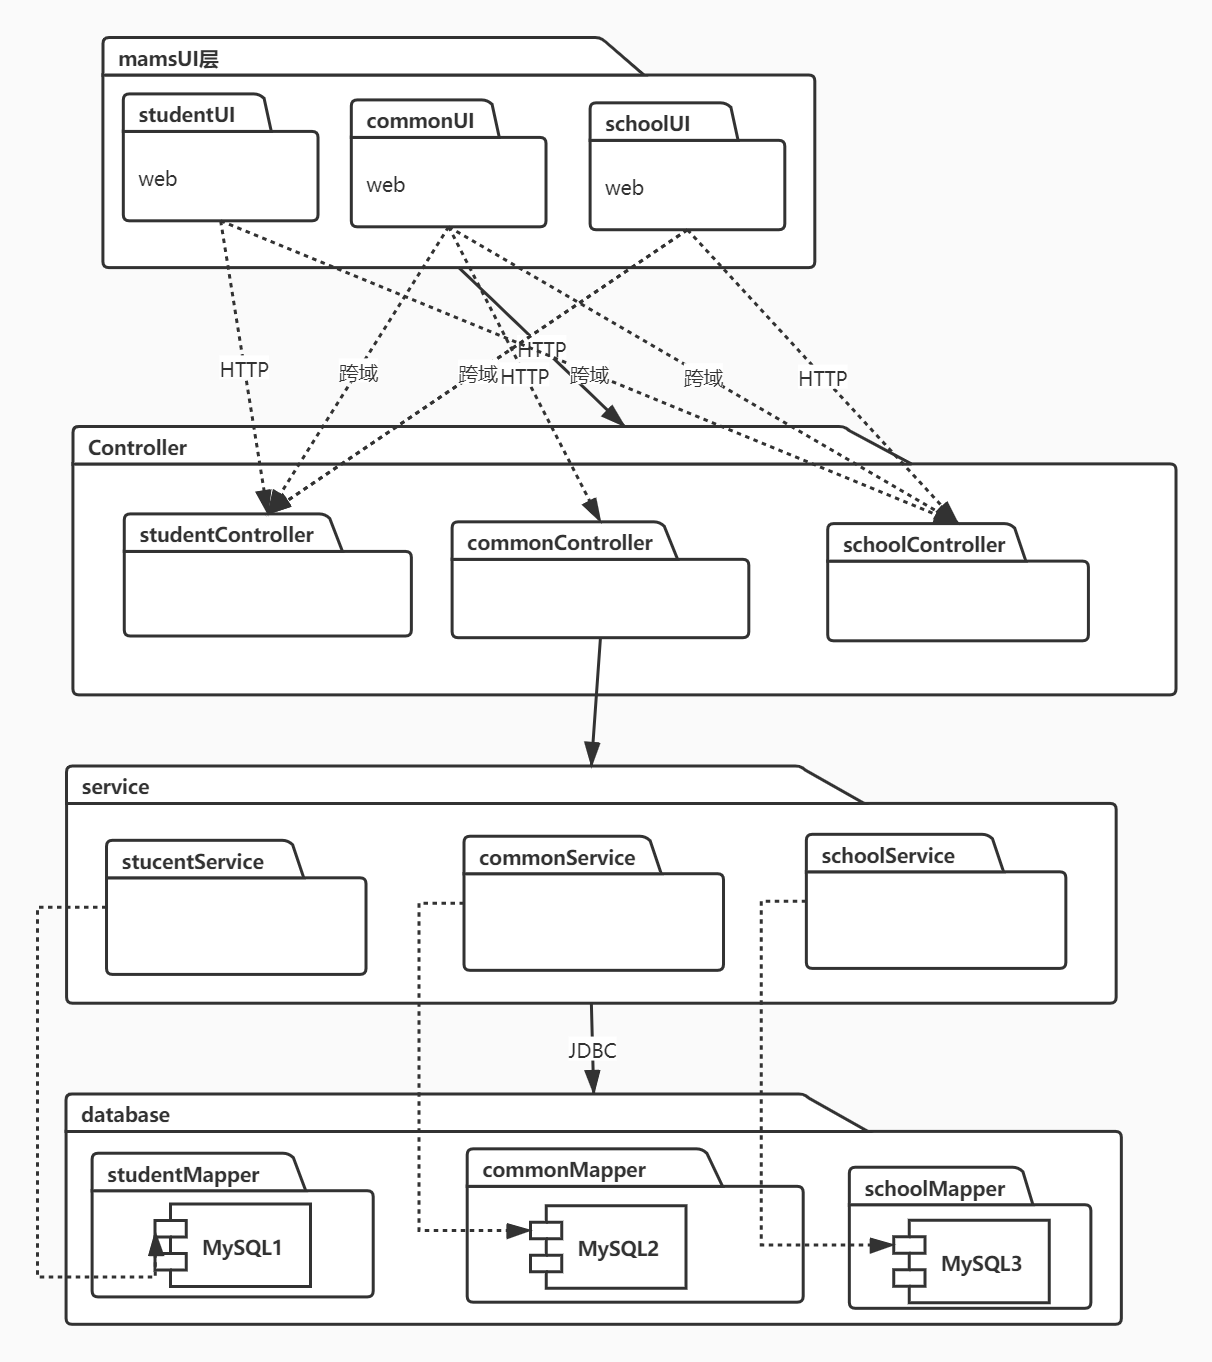 mamsUI层
studentUI
commonUI
schoolUI
web
web
web
HTTP
HTTP
跨域
跨域
HTTP
跨域
跨域
HTTP
Controller
studentController
commonController
schoolController
service
stucentService
commonService
schoolService
JDBC
database
studentMapper
commonMapper
schoolMapper
MySQL1
MySQL2
MySQL3